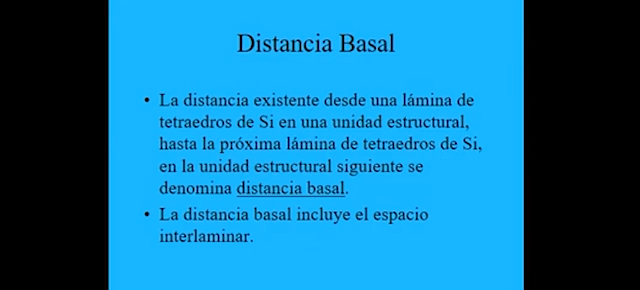 Distancia Basal
• La distancia existente desde una lámina de
tetraedros de Si en una unidad estructural,
hasta la próxima lámina de tetraedros de Si,
en la unidad estructural siguiente se
denomina distancia basal.
• La distancia basal incluye el espacio
interlaminar.